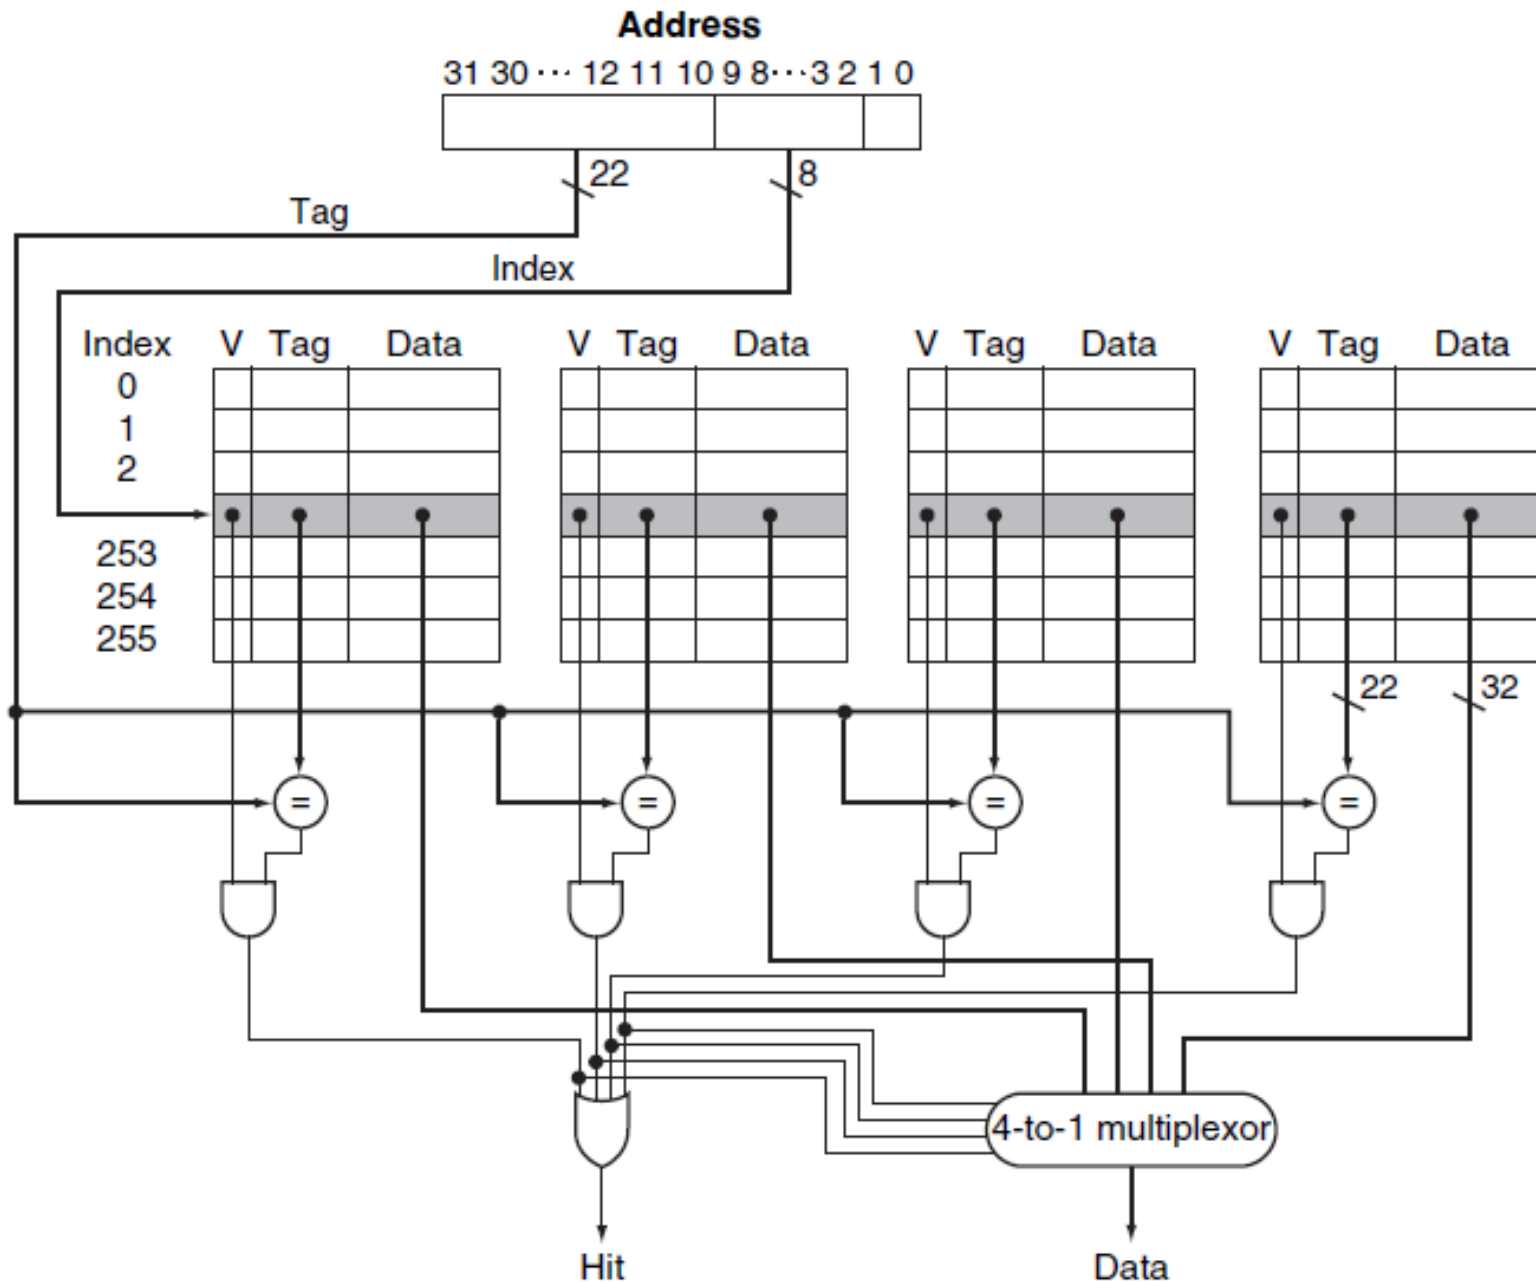 Address
31 30 ··· 12 11 10 9 8 ··· 3 2 1 0
22 8
Tag
Index
Index V Tag Data V Tag Data V Tag Data V Tag Data
0
1
2
253
254
255
22 32
= = = =
4-to-1 multiplexor
Hit Data